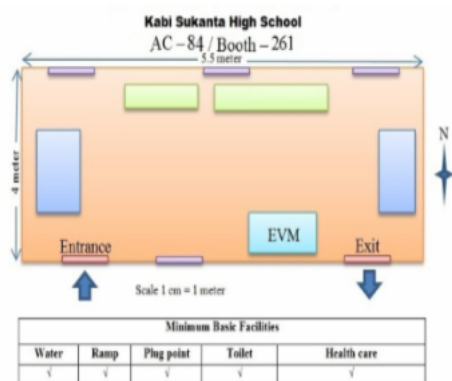 Kabi Sukanta High School
AC – 84 / Booth – 261
5.5 meter
4 meter
N
EVM
Entrance
Exit
Scale 1 cm = 1 meter
Minimum Basic Facilities
Water Ramp Plug point Toilet Health care
√ √ √ √ √